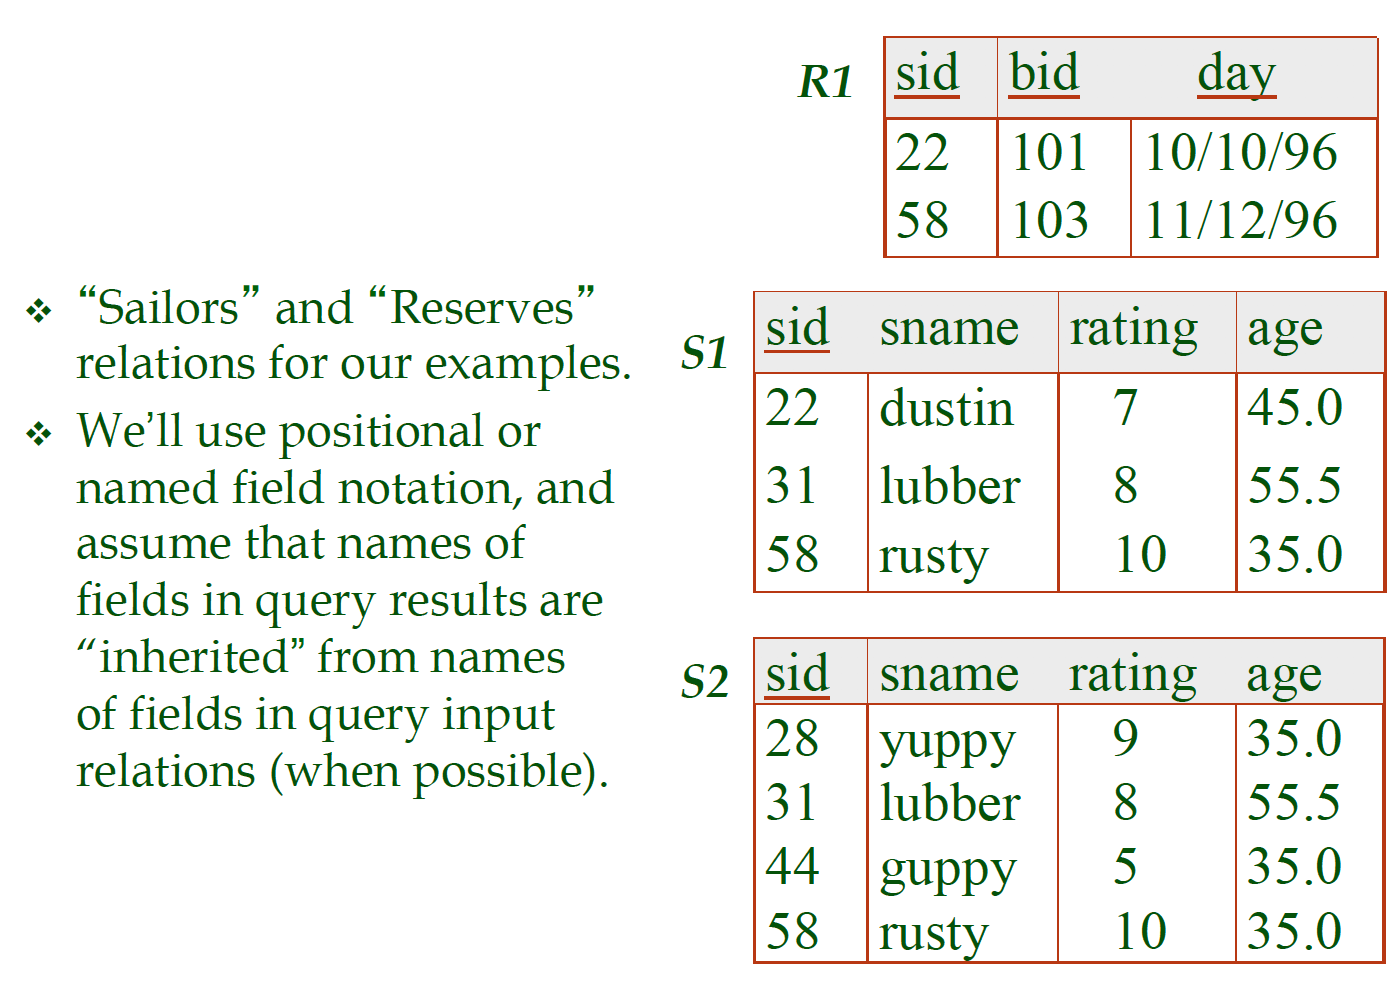 ❖ “Sailors” and “Reserves”
relations for our examples.
❖ We’ll use positional or
named field notation, and
assume that names of
fields in query results are
“inherited” from names
of fields in query input
relations (when possible).
R1
sid bid day
22 101 10/10/96
58 103 11/12/96
S1
sid sname rating age
22 dustin 7 45.0
31 lubber 8 55.5
58 rusty 10 35.0
S2
sid sname rating age
28 yuppy 9 35.0
31 lubber 8 55.5
44 guppy 5 35.0
58 rusty 10 35.0